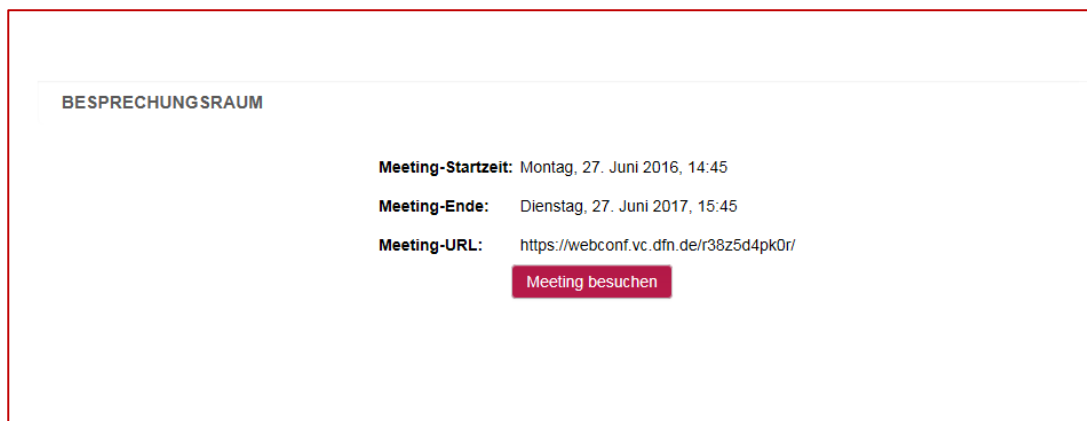 BESPRECHUNGSRAUM
Meeting-Startzeit: Montag, 27. Juni 2016, 14:45
Meeting-Ende: Dienstag, 27. Juni 2017, 15:45
Meeting-URL: https://webconf.vc.dfn.de/r38z5d4pk0r/
Meeting besuchen